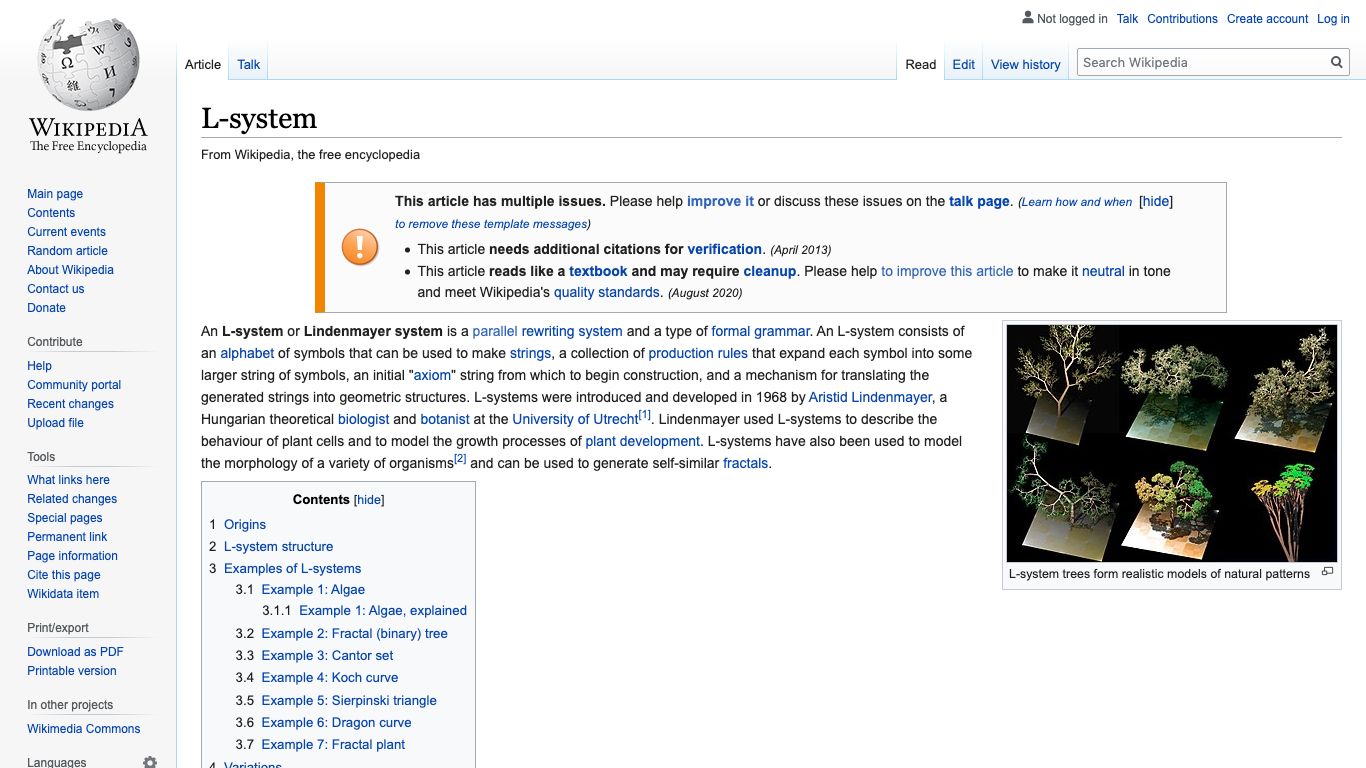 Not logged in Talk Contributions Create account Log in
Article Talk Read Edit View history Search Wikipedia
WIKIPEDIA
The Free Encyclopedia
Main page
Contents
Current events
Random article
About Wikipedia
Contact us
Donate
Contribute
Help
Community portal
Recent changes
Upload file
Tools
What links here
Related changes
Special pages
Permanent link
Page information
Cite this page
Wikidata item
Print/export
Download as PDF
Printable version
In other projects
Wikimedia Commons
Languages
L-system
From Wikipedia, the free encyclopedia
This article has multiple issues. Please help improve it or discuss these issues on the talk page. (Learn how and when [hide]
to remove these template messages)
• This article needs additional citations for verification. (April 2013)
• This article reads like a textbook and may require cleanup. Please help to improve this article to make it neutral in tone
and meet Wikipedia's quality standards. (August 2020)
An L-system or Lindenmayer system is a parallel rewriting system and a type of formal grammar. An L-system consists of
an alphabet of symbols that can be used to make strings, a collection of production rules that expand each symbol into some
larger string of symbols, an initial "axiom" string from which to begin construction, and a mechanism for translating the
generated strings into geometric structures. L-systems were introduced and developed in 1968 by Aristid Lindenmayer, a
Hungarian theoretical biologist and botanist at the University of Utrecht[1]. Lindenmayer used L-systems to describe the
behaviour of plant cells and to model the growth processes of plant development. L-systems have also been used to model
the morphology of a variety of organisms[2] and can be used to generate self-similar fractals.
L-system trees form realistic models of natural patterns
Contents [hide]
1 Origins
2 L-system structure
3 Examples of L-systems
3.1 Example 1: Algae
3.1.1 Example 1: Algae, explained
3.2 Example 2: Fractal (binary) tree
3.3 Example 3: Cantor set
3.4 Example 4: Koch curve
3.5 Example 5: Sierpinski triangle
3.6 Example 6: Dragon curve
3.7 Example 7: Fractal plant
4 Variations